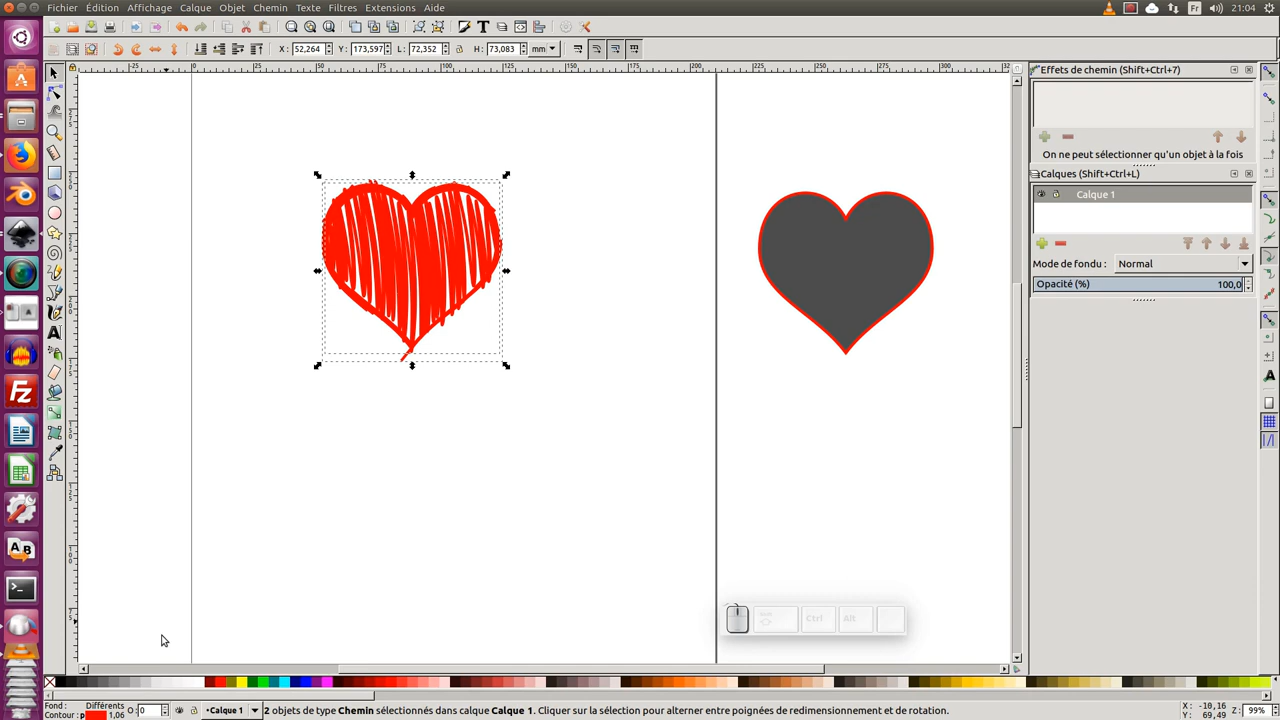 Fichier Édition Affichage Calque Objet Chemin Texte Filtres Extensions Aide
Fr 21:04
X: 52,264 Y: 173,597 L: 72,352 H: 73,083 mm
Effets de chemin (Shift+Ctrl+7)
On ne peut sélectionner qu'un objet à la fois
Calques (Shift+Ctrl+L)
Calque 1
Mode de fondu : Normal
Opacité (%) 100,0
Ctrl Alt
Fond : Différents O: 0 Calque 1 2 objets de type Chemin sélectionnés dans calque Calque 1. Cliquer sur la sélection pour alterner entre poignées de redimensionnement et de rotation. X: -10,16 Z: 99%
Contour : 1,06 Y: 69,49